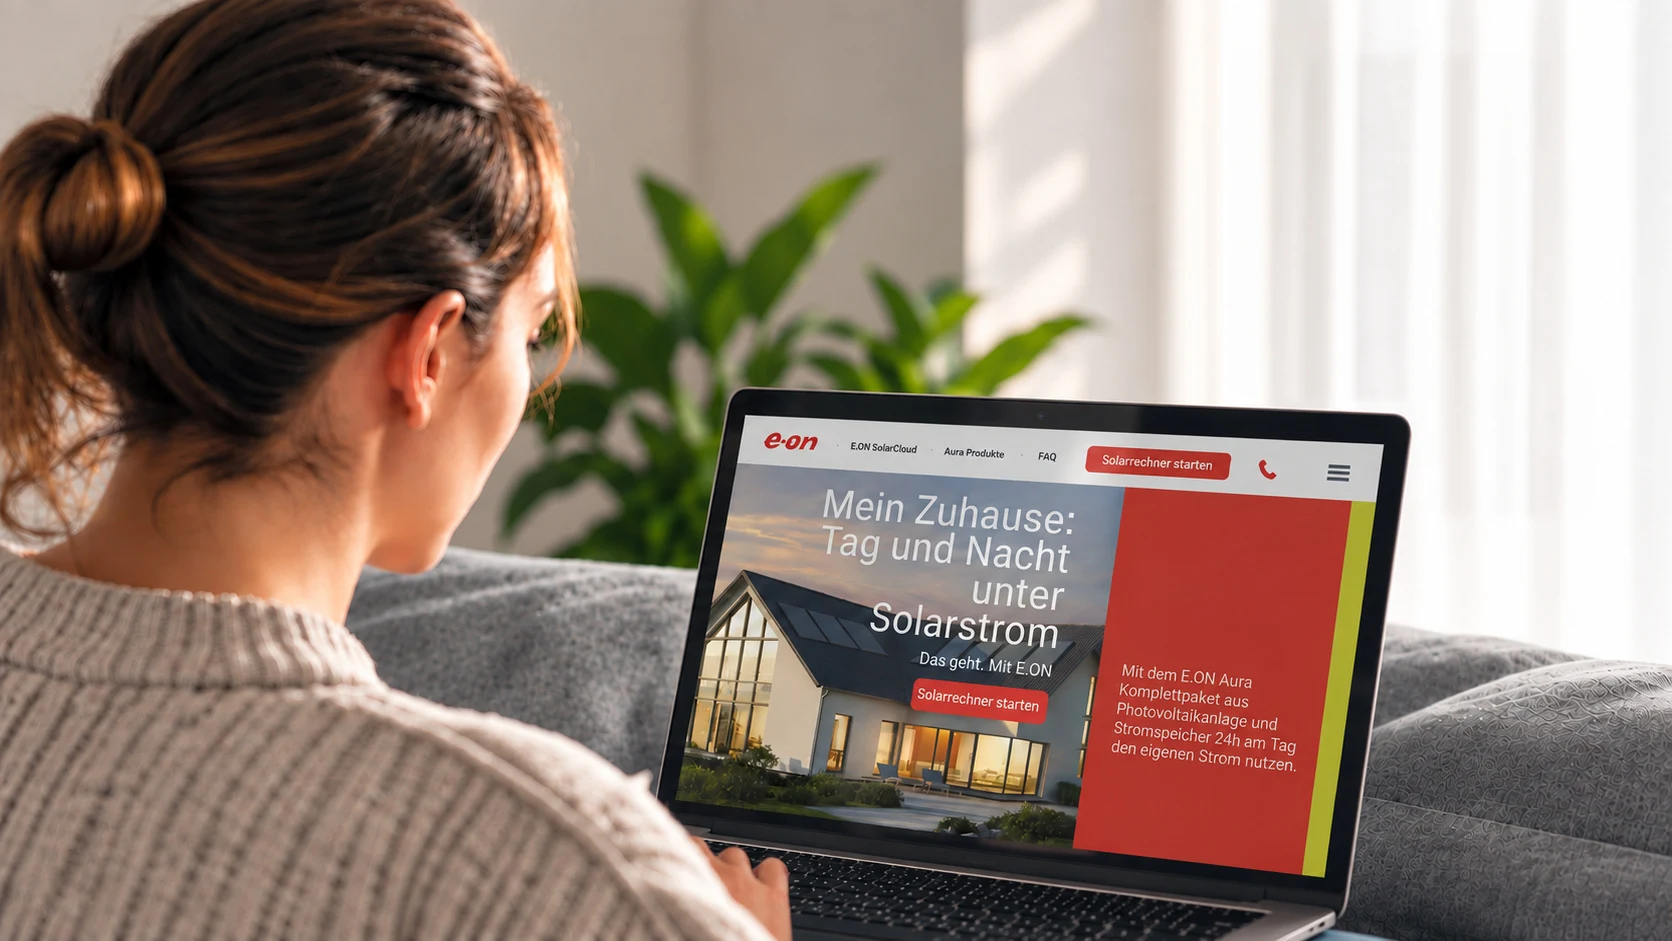 e·on
E.ON SolarCloud
Aura Produkte
FAQ
Solarrechner starten
Mein Zuhause:
Tag und Nacht
unter
Solarstrom
Das geht. Mit E.ON
Solarrechner starten
Mit dem E.ON Aura
Komplettpaket aus
Photovoltaikanlage und
Stromspeicher 24h am Tag
den eigenen Strom nutzen.